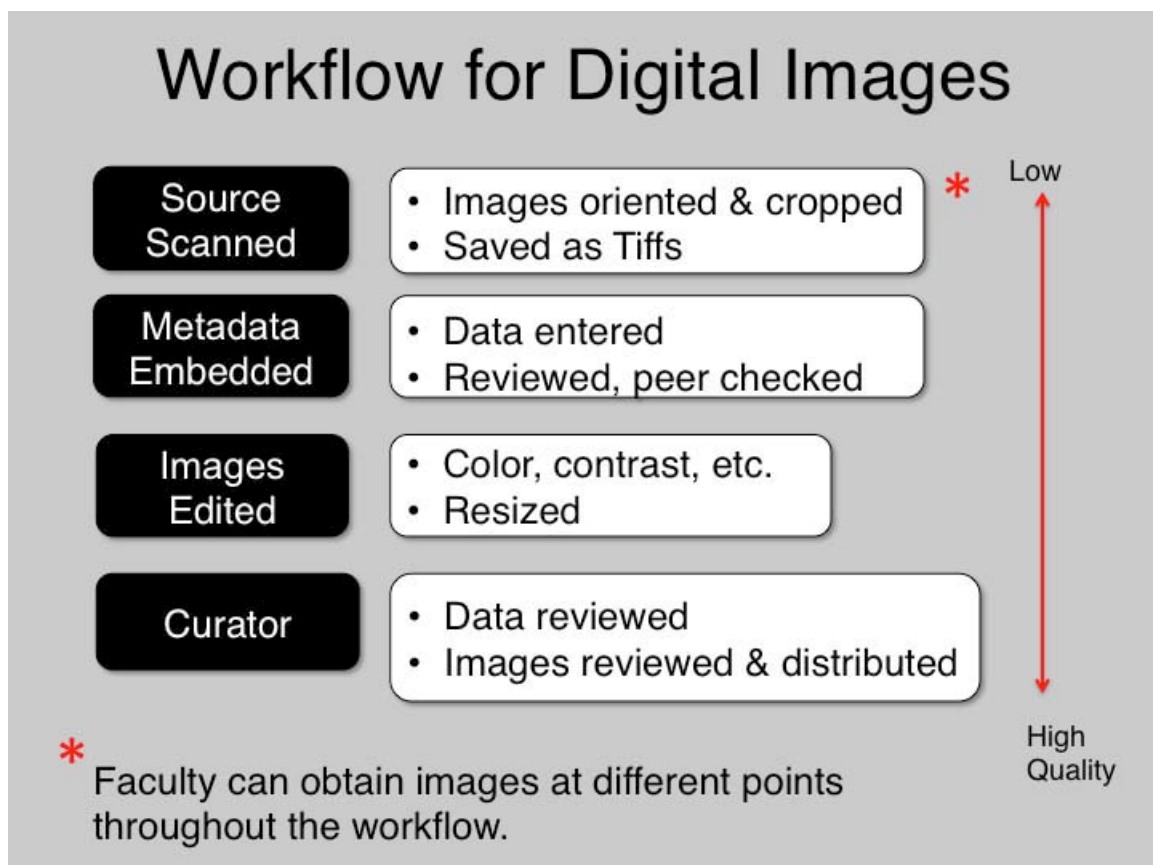 Workflow for Digital Images
Source
Scanned
• Images oriented & cropped
• Saved as Tiffs
*
Low
Metadata
Embedded
• Data entered
• Reviewed, peer checked
Images
Edited
• Color, contrast, etc.
• Resized
Curator
• Data reviewed
• Images reviewed & distributed
High
Quality
* Faculty can obtain images at different points
throughout the workflow.